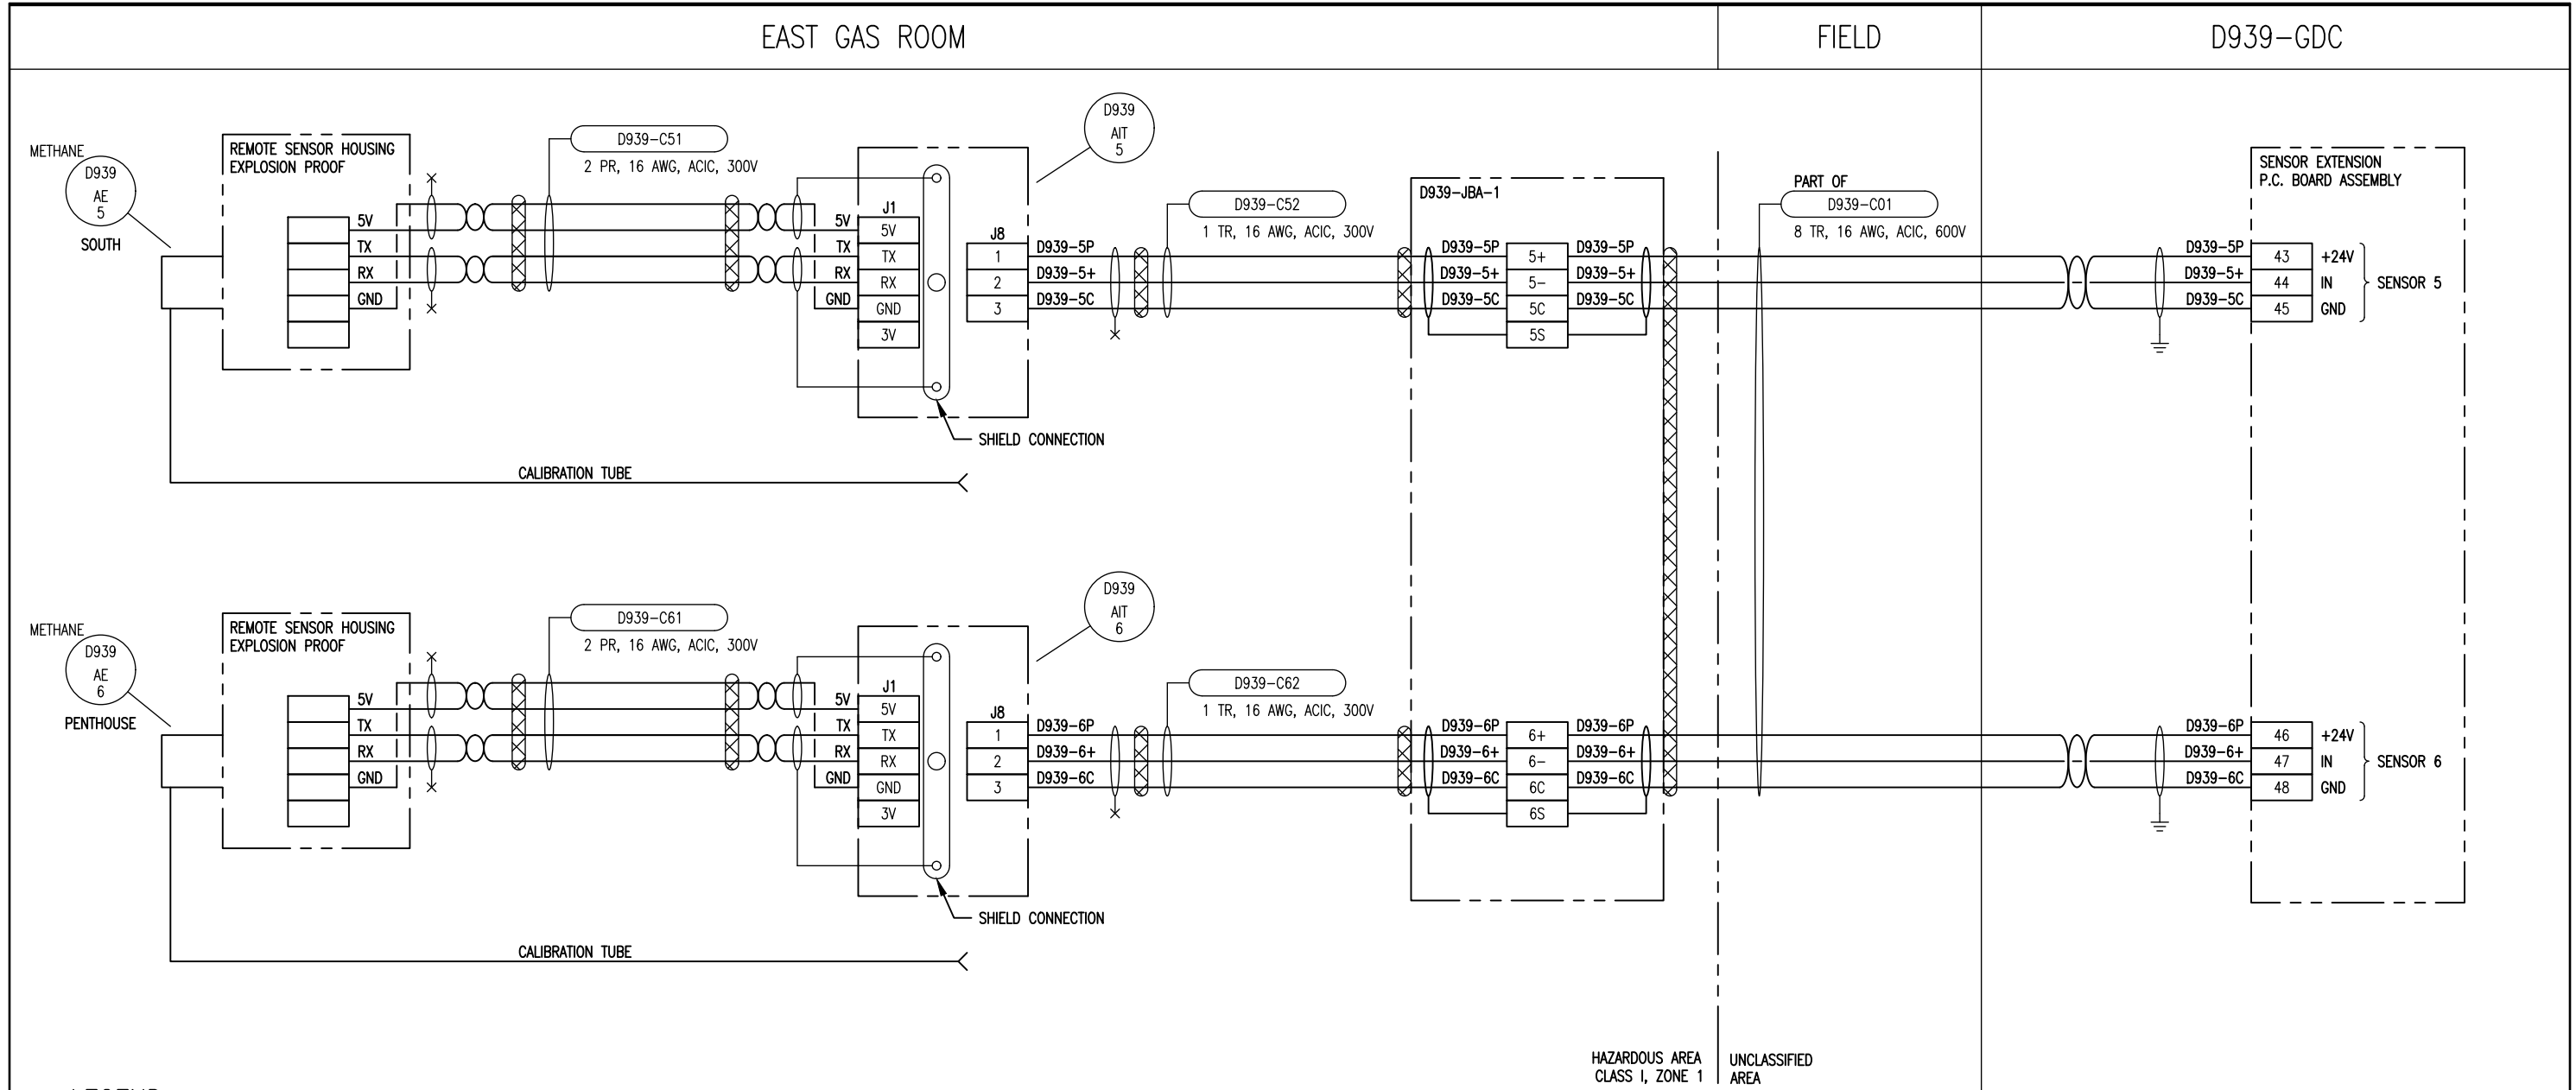 EAST GAS ROOM
FIELD
D939-GDC
METHANE
D939
AE
5
SOUTH
REMOTE SENSOR HOUSING
EXPLOSION PROOF
5V
TX
RX
GND
D939-C51
2 PR, 16 AWG, ACIC, 300V
5V
TX
RX
GND
J1
5V
TX
RX
GND
3V
SHIELD CONNECTION
CALIBRATION TUBE
D939
AIT
5
J8
1
2
3
D939-5P
D939-5+
D939-5C
D939-C52
1 TR, 16 AWG, ACIC, 300V
D939-JBA-1
D939-5P
D939-5+
D939-5C
5+
5-
5C
5S
D939-5P
D939-5+
D939-5C
PART OF
D939-C01
8 TR, 16 AWG, ACIC, 600V
SENSOR EXTENSION
P.C. BOARD ASSEMBLY
D939-5P
D939-5+
D939-5C
43
44
45
+24V
IN
GND
SENSOR 5
METHANE
D939
AE
6
PENTHOUSE
REMOTE SENSOR HOUSING
EXPLOSION PROOF
5V
TX
RX
GND
D939-C61
2 PR, 16 AWG, ACIC, 300V
5V
TX
RX
GND
J1
5V
TX
RX
GND
3V
SHIELD CONNECTION
CALIBRATION TUBE
D939
AIT
6
J8
1
2
3
D939-6P
D939-6+
D939-6C
D939-C62
1 TR, 16 AWG, ACIC, 300V
D939-6P
D939-6+
D939-6C
6+
6-
6C
6S
D939-6P
D939-6+
D939-6C
D939-6P
D939-6+
D939-6C
46
47
48
+24V
IN
GND
SENSOR 6
HAZARDOUS AREA
CLASS I, ZONE 1
UNCLASSIFIED
AREA